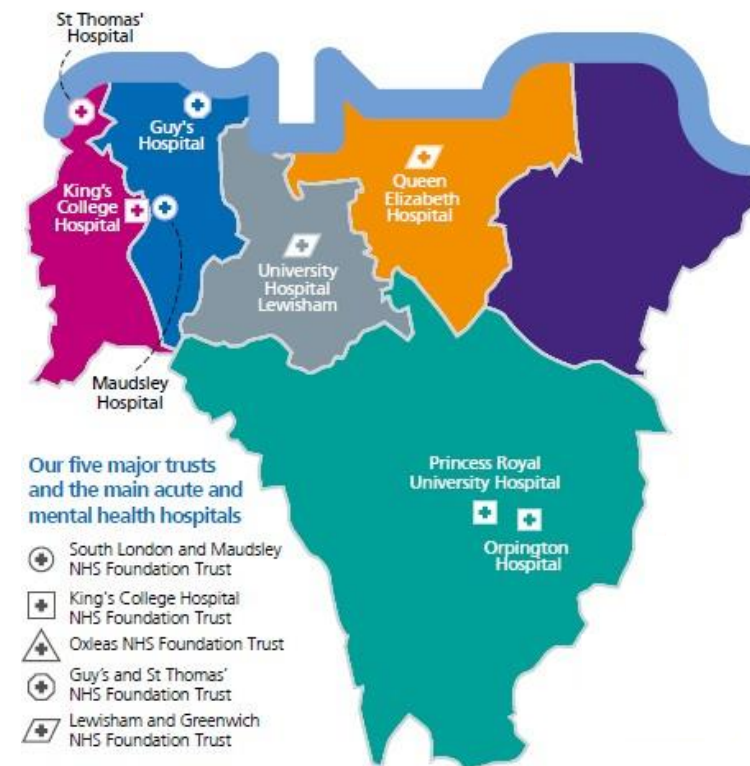 St Thomas'
Hospital
Guy's
Hospital
King's
College
Hospital
Queen
Elizabeth
Hospital
University
Hospital
Lewisham
Maudsley
Hospital
Princess Royal
University Hospital
Orpington
Hospital
Our five major trusts
and the main acute and
mental health hospitals
South London and Maudsley
NHS Foundation Trust
King's College Hospital
NHS Foundation Trust
Oxleas NHS Foundation Trust
Guy's and St Thomas'
NHS Foundation Trust
Lewisham and Greenwich
NHS Foundation Trust